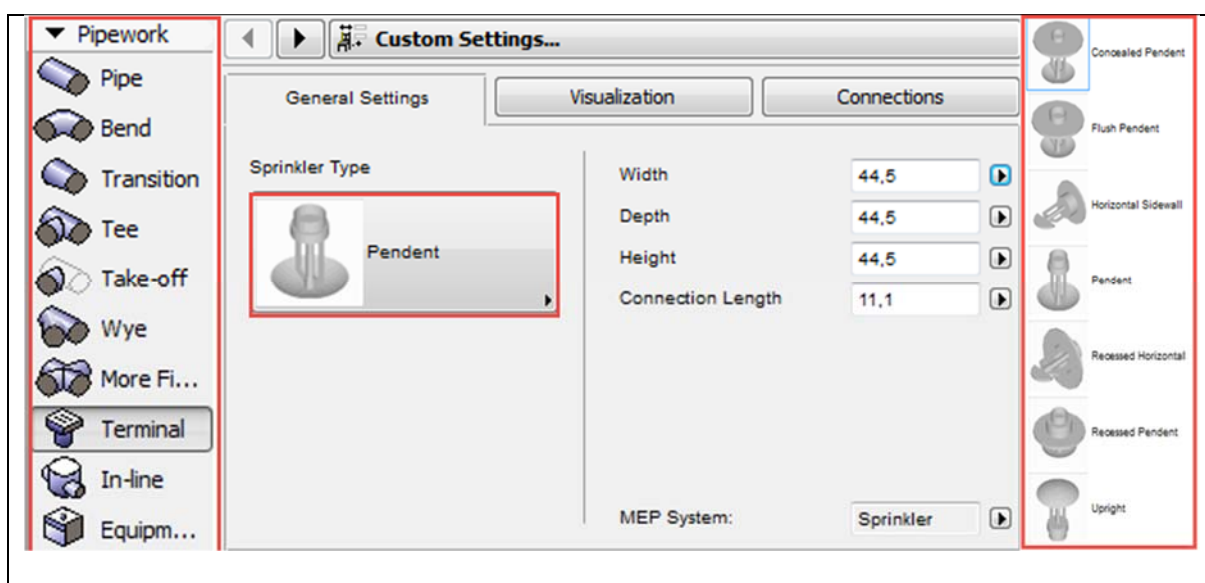 Pipework
Pipe
Bend
Transition
Tee
Take-off
Wye
More Fi...
Terminal
In-line
Equipm...
Custom Settings...
General Settings
Visualization
Connections
Sprinkler Type
Pendent
Width 44,5
Depth 44,5
Height 44,5
Connection Length 11,1
MEP System: Sprinkler
Concealed Pendent
Flush Pendent
Horizontal Sidewall
Pendent
Recessed Horizontal
Recessed Pendent
Upright